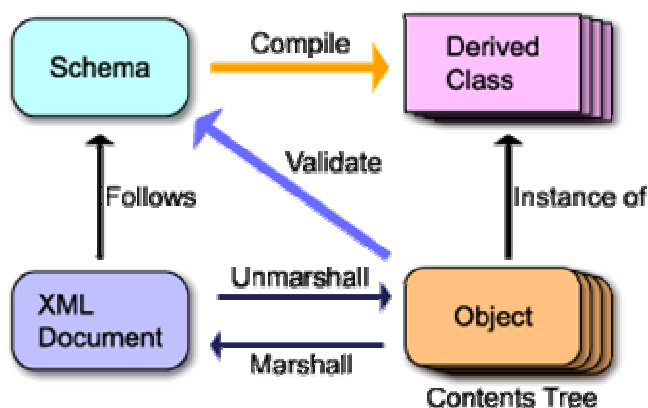 Schema
Compile
Derived
Class
Validate
Follows
Instance of
XML
Document
Unmarshall
Marshall
Object
Contents Tree